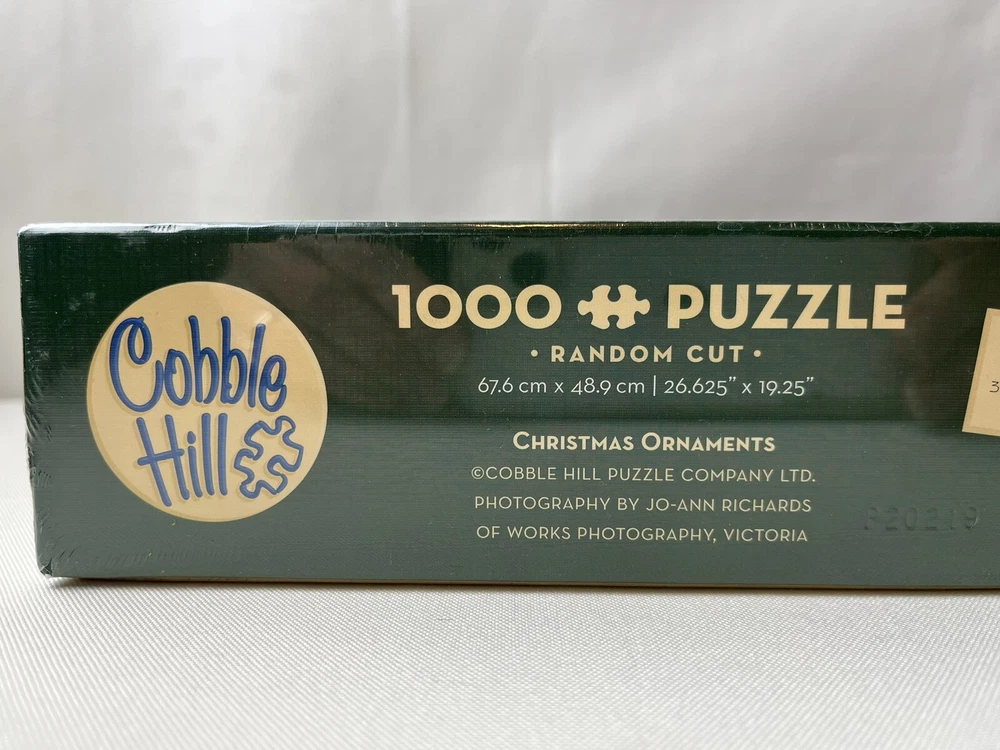 Cobble
Hill
1000 PUZZLE
• RANDOM CUT •
67.6 cm x 48.9 cm | 26.625” x 19.25”
CHRISTMAS ORNAMENTS
©COBBLE HILL PUZZLE COMPANY LTD.
PHOTOGRAPHY BY JO-ANN RICHARDS
OF WORKS PHOTOGRAPHY, VICTORIA
3